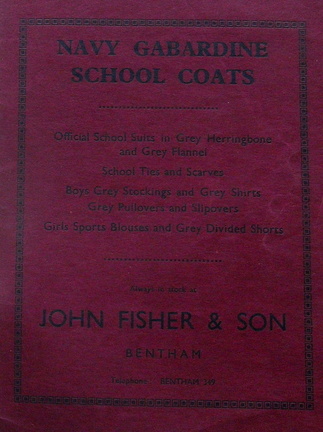 NAVY GABARDINE
SCHOOL COATS
Official School Suits in Grey Herringbone
and Grey Flannel
School Ties and Scarves
Boys Grey Stockings and Grey Shirts
Grey Pullovers and Slipovers
Girls Sports Blouses and Grey Divided Shorts
Always in stock at
JOHN FISHER & SON
BENTHAM
Telephone: BENTHAM